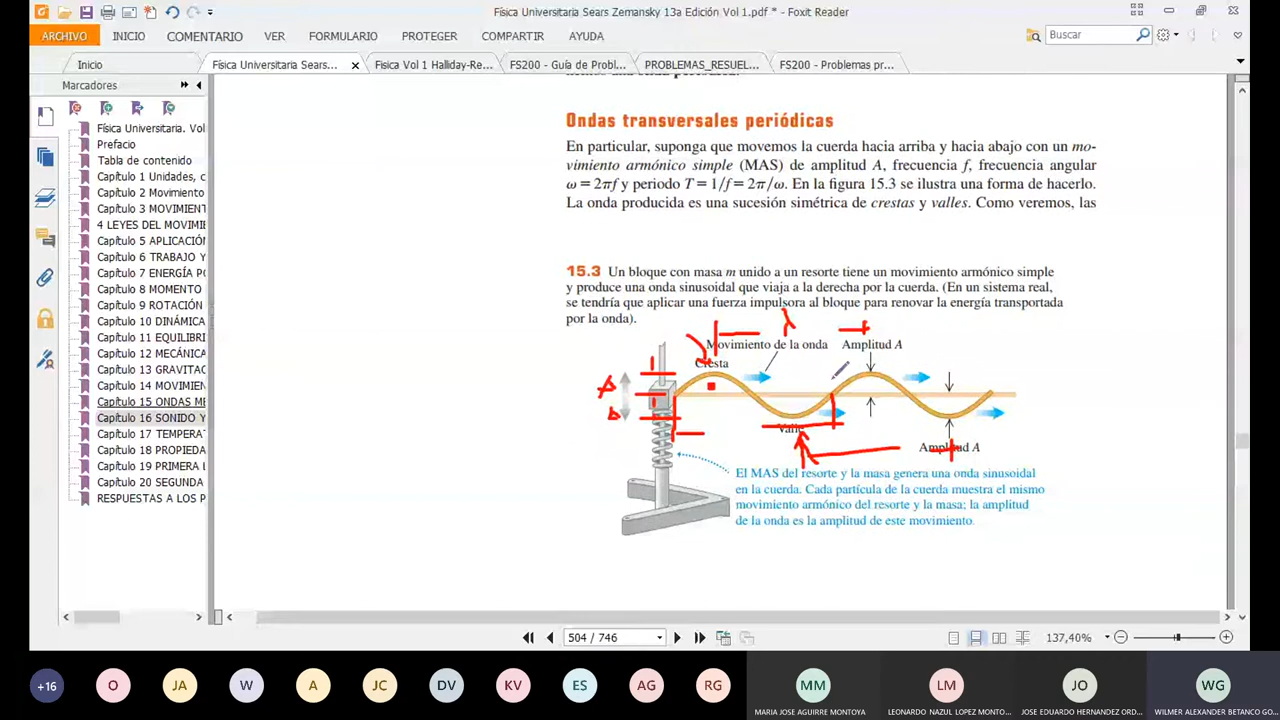 Física Universitaria Sears Zemansky 13a Edición Vol 1.pdf * - Foxit Reader
ARCHIVO INICIO COMENTARIO VER FORMULARIO PROTEGER COMPARTIR AYUDA Buscar
Inicio Física Universitaria Sears... Fisica Vol 1 Halliday-Re... FS200 - Guía de Probl... PROBLEMAS_RESUEL... FS200 - Problemas pr...
Marcadores
Física Universitaria. Vol
Prefacio
Tabla de contenido
Capítulo 1 Unidades, c
Capítulo 2 Movimiento
Capítulo 3 MOVIMIENT
4 LEYES DEL MOVIMIE
Capítulo 5 APLICACIÓN
Capítulo 6 TRABAJO Y
Capítulo 7 ENERGÍA PO
Capítulo 8 MOMENTO
Capítulo 9 ROTACIÓN
Capítulo 10 DINÁMICA
Capítulo 11 EQUILIBRI
Capítulo 12 MECÁNICA
Capítulo 13 GRAVITAC
Capítulo 14 MOVIMIEN
Capítulo 15 ONDAS ME
Capítulo 16 SONIDO Y
Capítulo 17 TEMPERAT
Capítulo 18 PROPIEDA
Capítulo 19 PRIMERA L
Capítulo 20 SEGUNDA
RESPUESTAS A LOS P
Ondas transversales periódicas
En particular, suponga que movemos la cuerda hacia arriba y hacia abajo con un mo-
vimiento armónico simple (MAS) de amplitud A, frecuencia f, frecuencia angular
ω = 2πf y periodo T = 1/f = 2π/ω. En la figura 15.3 se ilustra una forma de hacerlo.
La onda producida es una sucesión simétrica de crestas y valles. Como veremos, las
15.3 Un bloque con masa m unido a un resorte tiene un movimiento armónico simple
y produce una onda sinusoidal que viaja a la derecha por la cuerda. (En un sistema real,
se tendría que aplicar una fuerza impulsora al bloque para renovar la energía transportada
por la onda).
λ
Movimiento de la onda Amplitud A
Cresta
A
Valle
Amplitud A
El MAS del resorte y la masa genera una onda sinusoidal
en la cuerda. Cada partícula de la cuerda muestra el mismo
movimiento armónico del resorte y la masa; la amplitud
de la onda es la amplitud de este movimiento.
504 / 746 137,40%
+16 O JA W A JC DV KV ES AG RG MM LM JO WG
MARIA JOSE AGUIRRE MONTOYA LEONARDO NAZUL LOPEZ MONTO... JOSE EDUARDO HERNANDEZ ORD... WILMER ALEXANDER BETANCO GO...